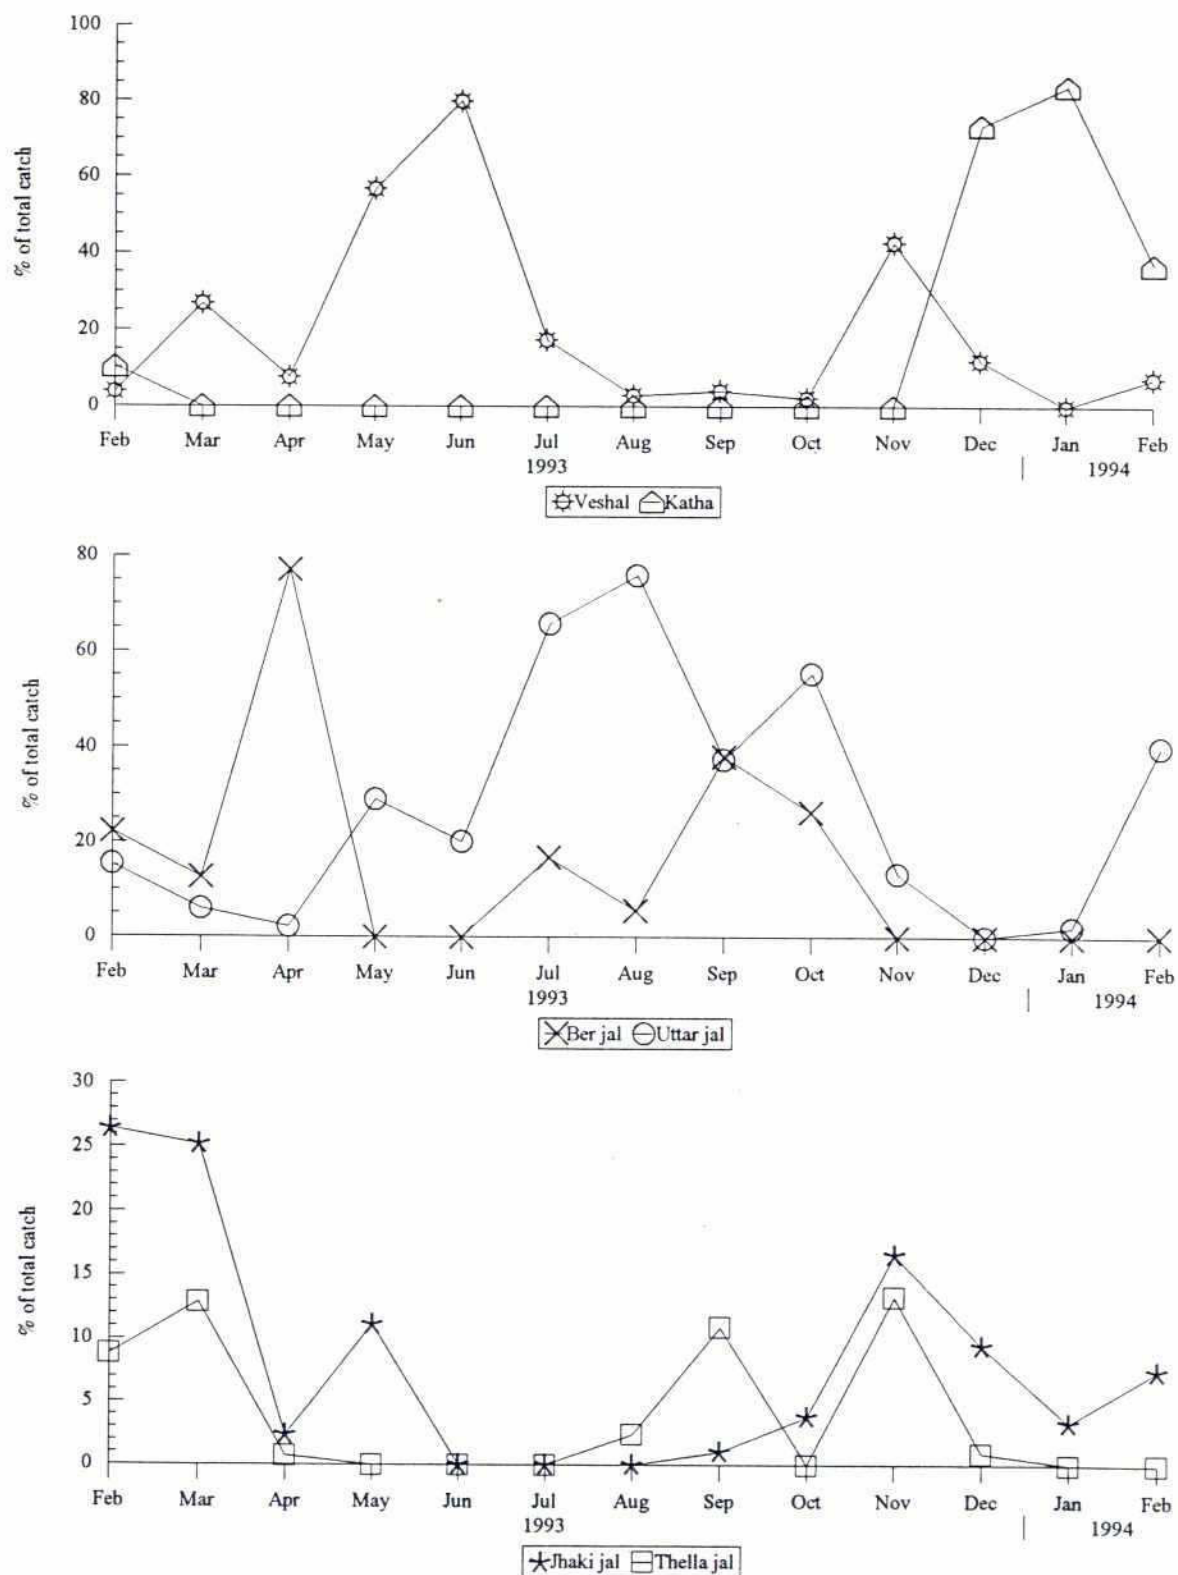 100
80
60
40
20
0
% of total catch
Feb Mar Apr May Jun Jul Aug Sep Oct Nov Dec Jan Feb
1993 | 1994
Veshal Katha
80
60
40
20
0
% of total catch
Feb Mar Apr May Jun Jul Aug Sep Oct Nov Dec Jan Feb
1993 | 1994
Ber jal Uttar jal
30
25
20
15
10
5
0
% of total catch
Feb Mar Apr May Jun Jul Aug Sep Oct Nov Dec Jan Feb
1993 | 1994
Jhaki jal Thella jal